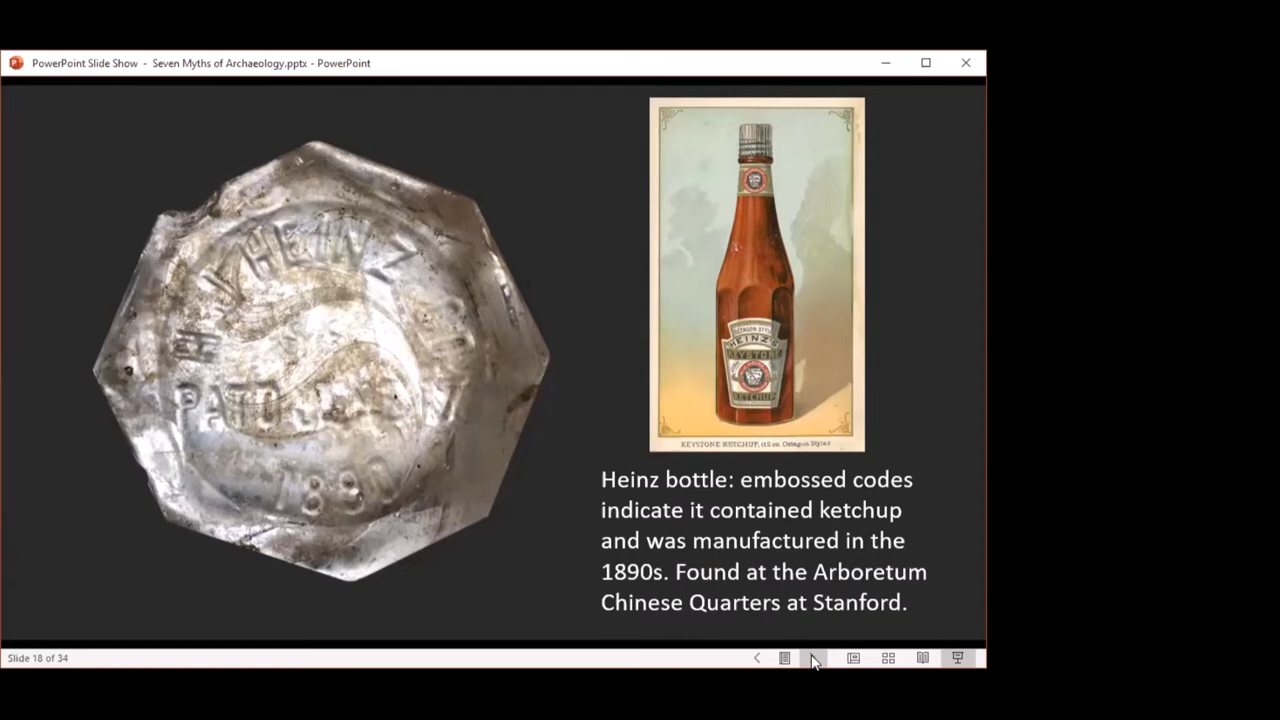 PowerPoint Slide Show - Seven Myths of Archaeology.pptx - PowerPoint
HEINZ
H
PAT
189
OCTAGON STYLE
HEINZ'S
KEYSTONE
KETCHUP
KEYSTONE KETCHUP, (12 oz. Octagon Style.)
Heinz bottle: embossed codes
indicate it contained ketchup
and was manufactured in the
1890s. Found at the Arboretum
Chinese Quarters at Stanford.
Slide 18 of 34